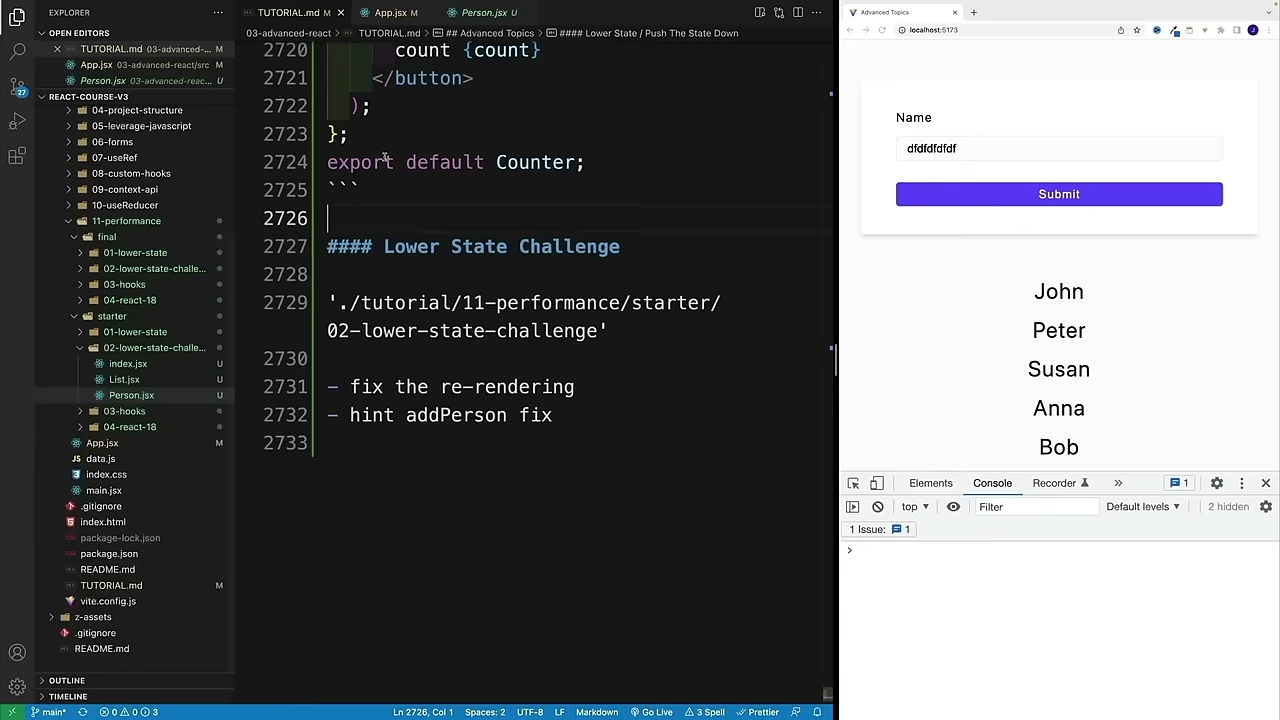 EXPLORER
OPEN EDITORS
TUTORIAL.md 03-advanced-... M
App.jsx 03-advanced-react/src M
Person.jsx 03-advanced-reac... U
REACT-COURSE-V3
04-project-structure
05-leverage-javascript
06-forms
07-useRef
08-custom-hooks
09-context-api
10-useReducer
11-performance
final
01-lower-state
02-lower-state-challe...
03-hooks
04-react-18
starter
01-lower-state
02-lower-state-challe...
index.jsx U
List.jsx U
Person.jsx U
03-hooks
04-react-18
App.jsx M
data.js
index.css
main.jsx
.gitignore
index.html
package-lock.json
package.json
README.md
TUTORIAL.md M
vite.config.js
z-assets
.gitignore
README.md
OUTLINE
TIMELINE
27
TUTORIAL.md M
App.jsx M
Person.jsx U
03-advanced-react > TUTORIAL.md > ## Advanced Topics > #### Lower State / Push The State Down
2720 count {count}
2721 </button>
2722 );
2723 };
2724 export default Counter;
2725 ```
2726
2727 #### Lower State Challenge
2728
2729 './tutorial/11-performance/starter/
02-lower-state-challenge'
2730
2731 - fix the re-rendering
2732 - hint addPerson fix
2733
main* 0 0 3
Ln 2726, Col 1 Spaces: 2 UTF-8 LF Markdown Go Live 3 Spell Prettier
Advanced Topics
localhost:5173
J
Name
dfdfdfdfdf
Submit
John
Peter
Susan
Anna
Bob
Elements Console Recorder 1
top Filter Default levels 2 hidden
1 Issue: 1